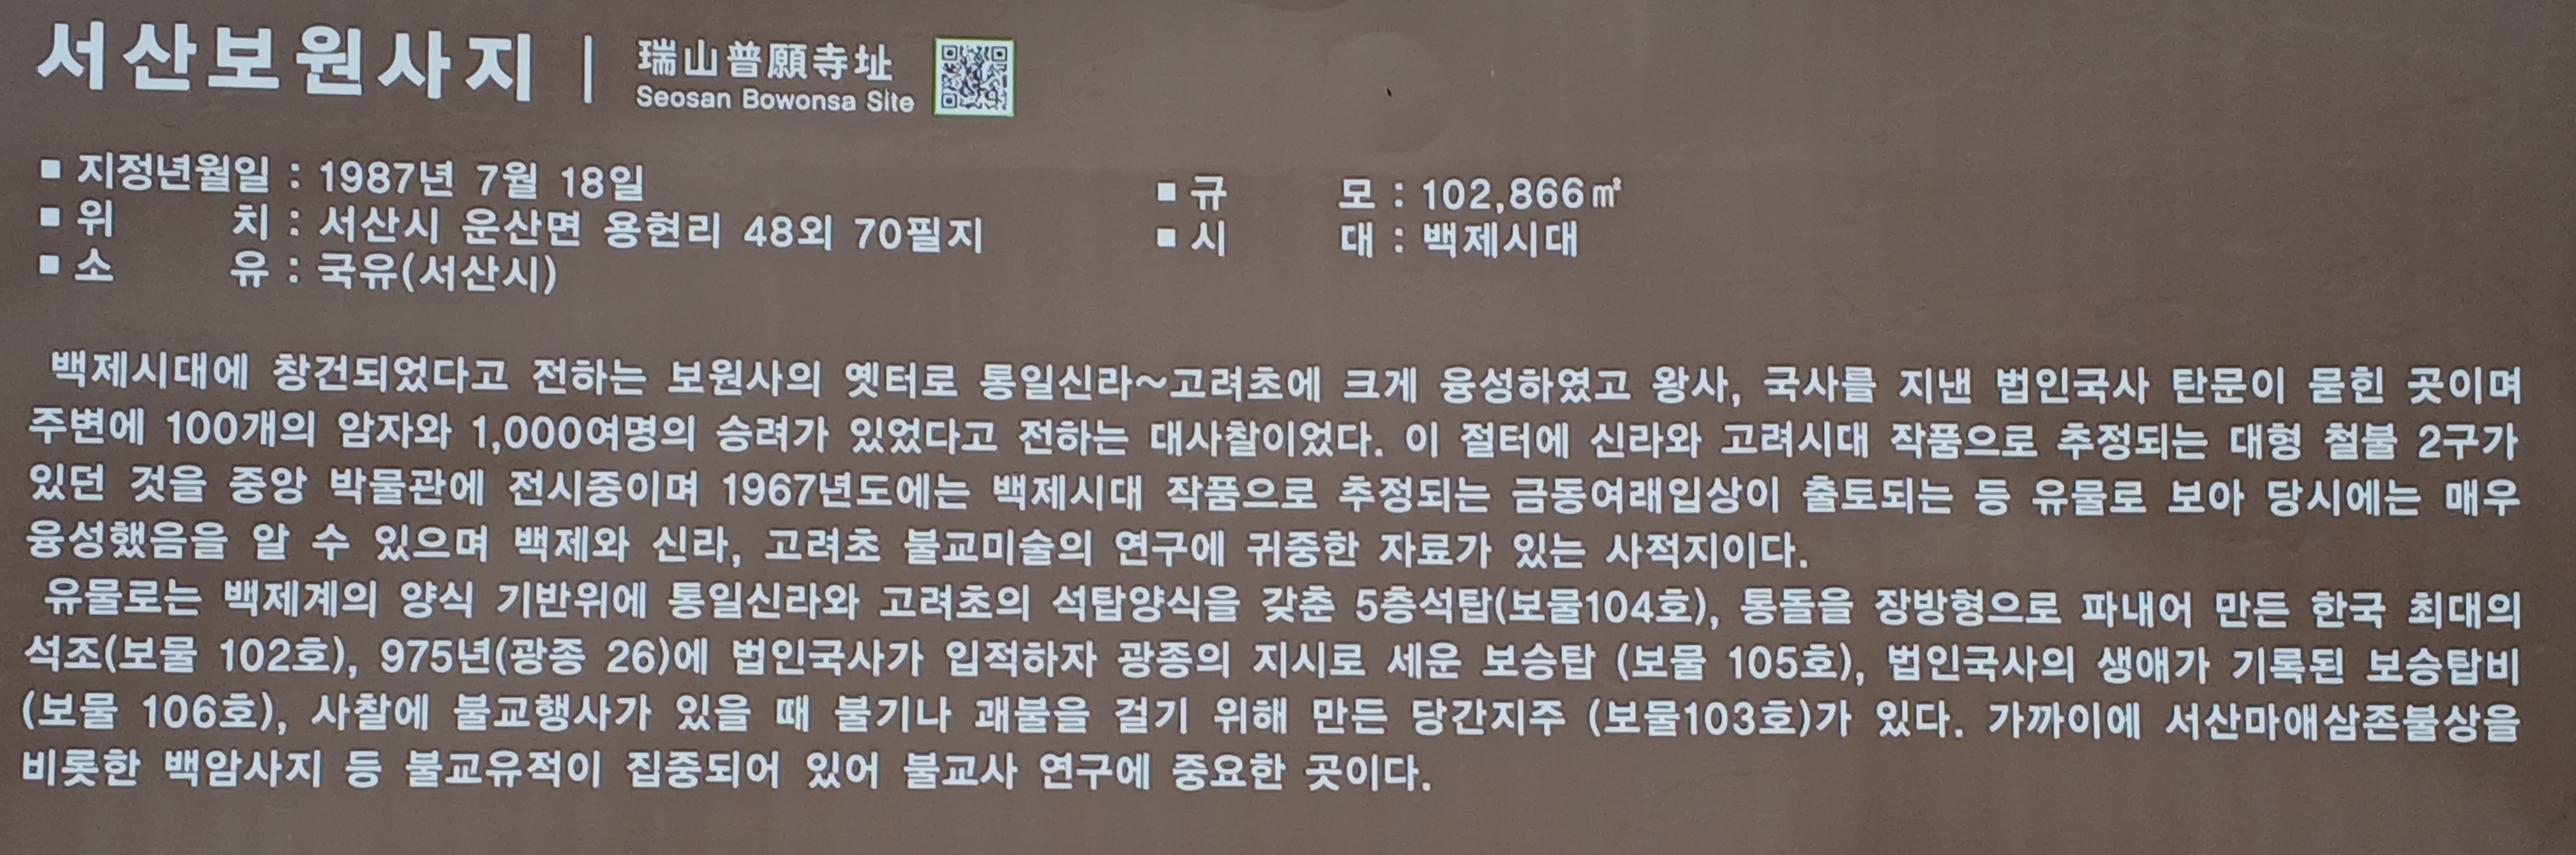 서산보원사지 | 瑞山普願寺址
Seosan Bowonsa Site
■ 지정년월일 : 1987년 7월 18일
■ 규 모 : 102,866㎡
■ 위 치 : 서산시 운산면 용현리 48외 70필지
■ 시 대 : 백제시대
■ 소 유 : 국유(서산시)
백제시대에 창건되었다고 전하는 보원사의 옛터로 통일신라~고려초에 크게 융성하였고 왕사, 국사를 지낸 법인국사 탄문이 묻힌 곳이며
주변에 100개의 암자와 1,000여명의 승려가 있었다고 전하는 대사찰이었다. 이 절터에 신라와 고려시대 작품으로 추정되는 대형 철불 2구가
있던 것을 중앙 박물관에 전시중이며 1967년도에는 백제시대 작품으로 추정되는 금동여래입상이 출토되는 등 유물로 보아 당시에는 매우
융성했음을 알 수 있으며 백제와 신라, 고려초 불교미술의 연구에 귀중한 자료가 있는 사적지이다.
유물로는 백제계의 양식 기반위에 통일신라와 고려초의 석탑양식을 갖춘 5층석탑(보물104호), 통돌을 장방형으로 파내어 만든 한국 최대의
석조(보물 102호), 975년(광종 26)에 법인국사가 입적하자 광종의 지시로 세운 보승탑 (보물 105호), 법인국사의 생애가 기록된 보승탑비
(보물 106호), 사찰에 불교행사가 있을 때 불기나 괘불을 걸기 위해 만든 당간지주 (보물103호)가 있다. 가까이에 서산마애삼존불상을
비롯한 백암사지 등 불교유적이 집중되어 있어 불교사 연구에 중요한 곳이다.